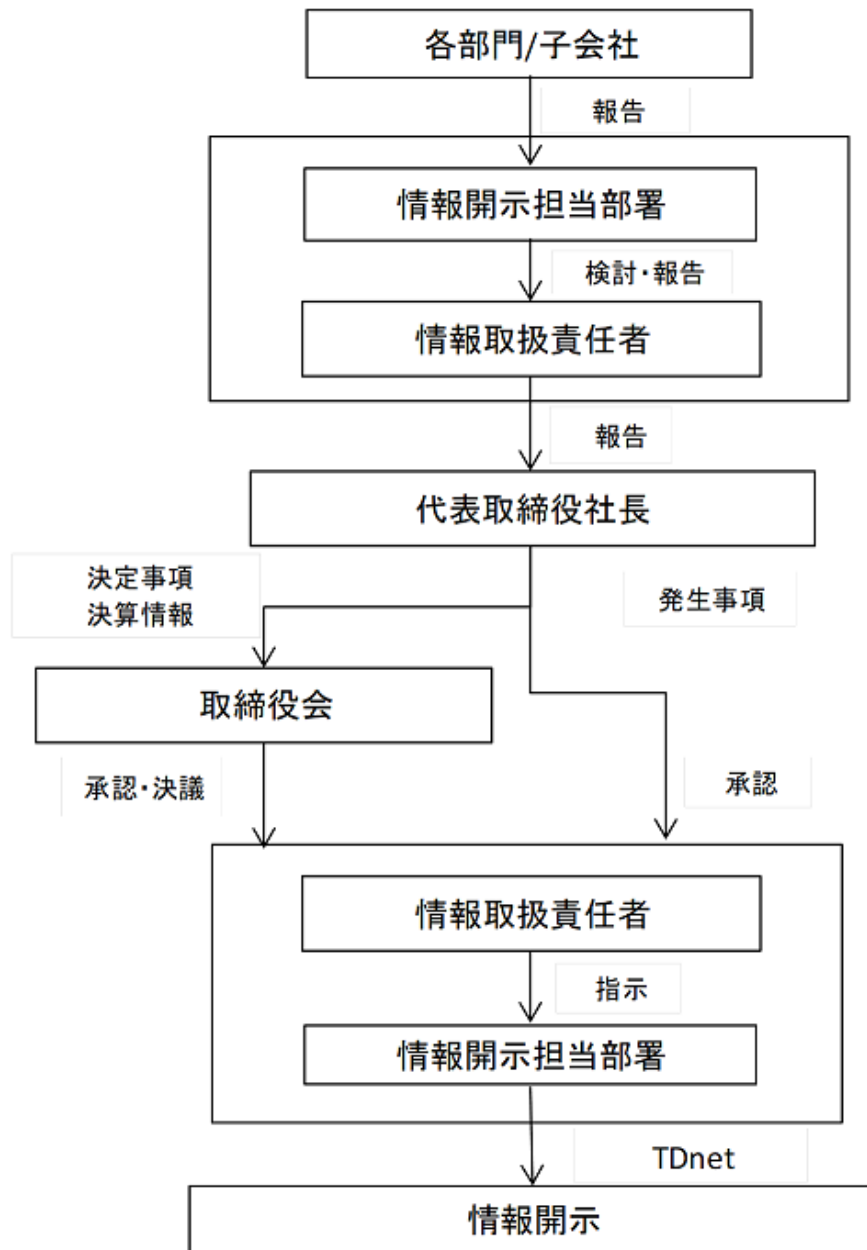 各部門/子会社
報告
情報開示担当部署
検討・報告
情報取扱責任者
報告
代表取締役社長
決定事項
決算情報
発生事項
取締役会
承認・決議
承認
情報取扱責任者
指示
情報開示担当部署
TDnet
情報開示